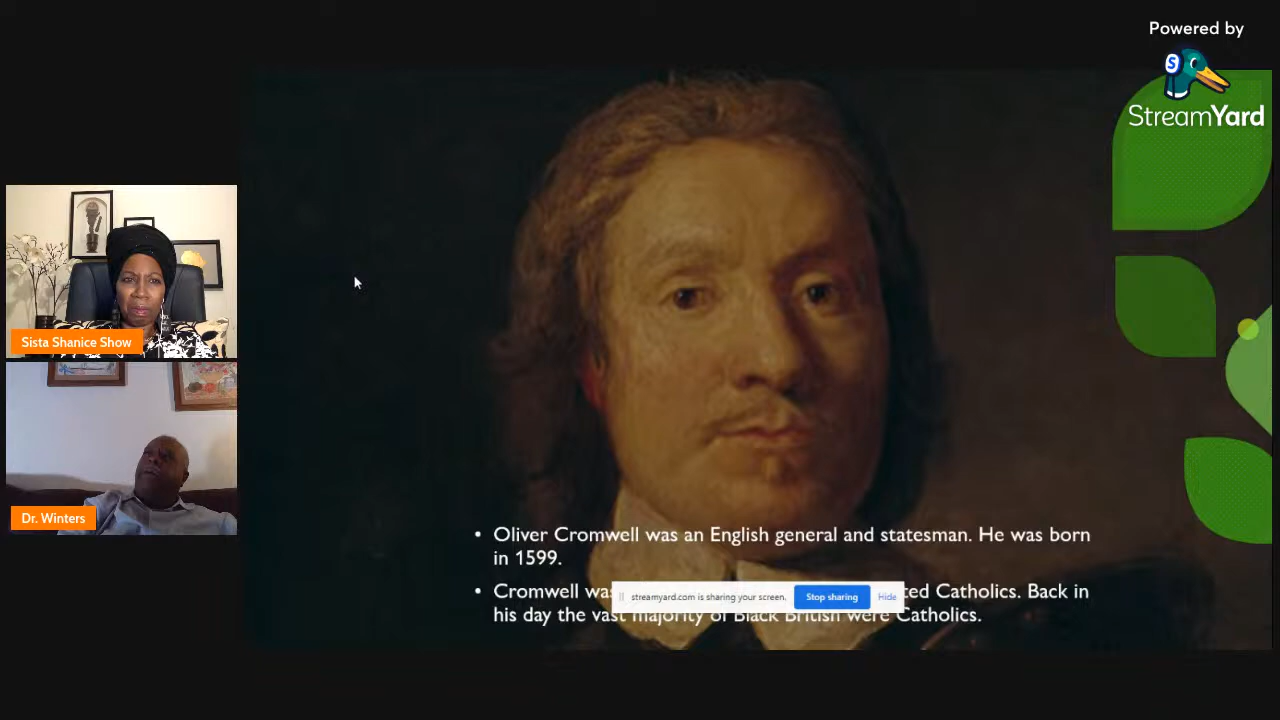 Powered by
S
StreamYard
Sista Shanice Show
Dr. Winters
• Oliver Cromwell was an English general and statesman. He was born
in 1599.
• Cromwell was ted Catholics. Back in
streamyard.com is sharing your screen. Stop sharing Hide
his day the vast majority of Black British were Catholics.